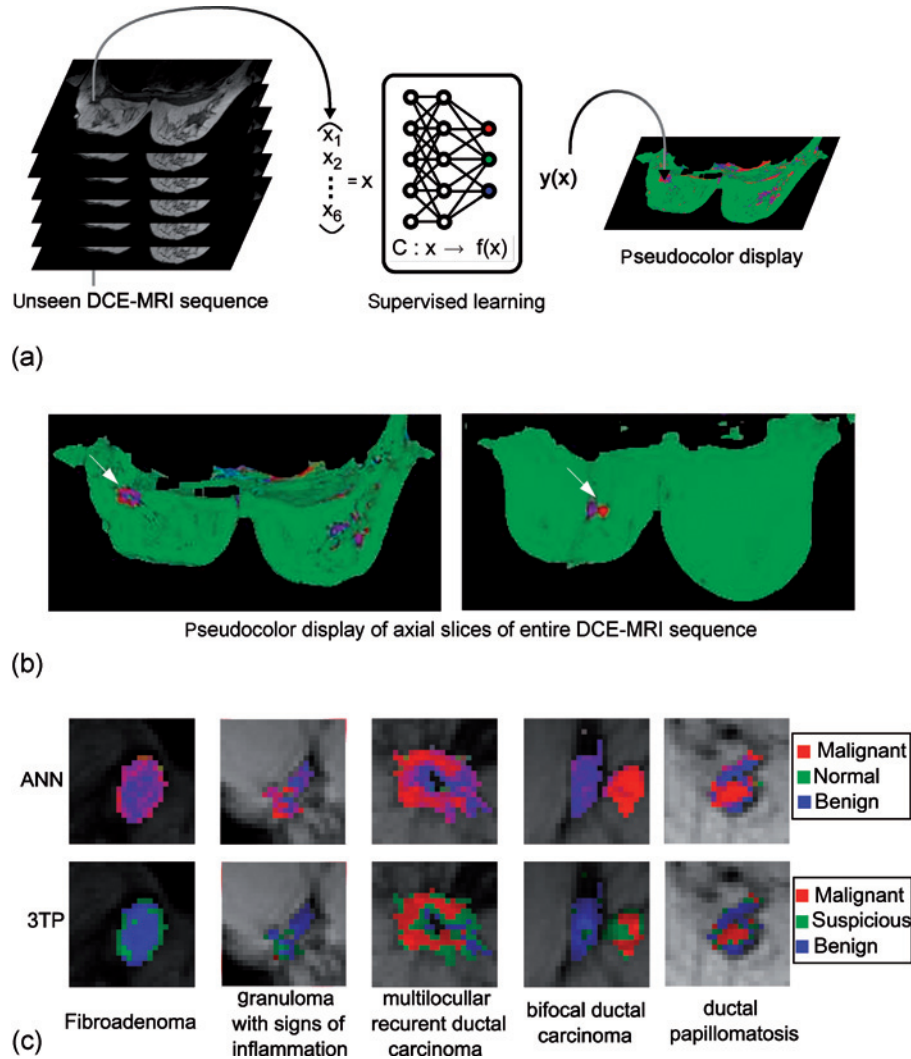 x1
x2
x6
= x
C : x → f(x)
y(x)
Unseen DCE-MRI sequence
Supervised learning
Pseudocolor display
(a)
Pseudocolor display of axial slices of entire DCE-MRI sequence
(b)
ANN
Malignant
Normal
Benign
3TP
Malignant
Suspicious
Benign
Fibroadenoma
granuloma
with signs of
inflammation
multilocullar
recurent ductal
carcinoma
bifocal ductal
carcinoma
ductal
papillomatosis
(c)